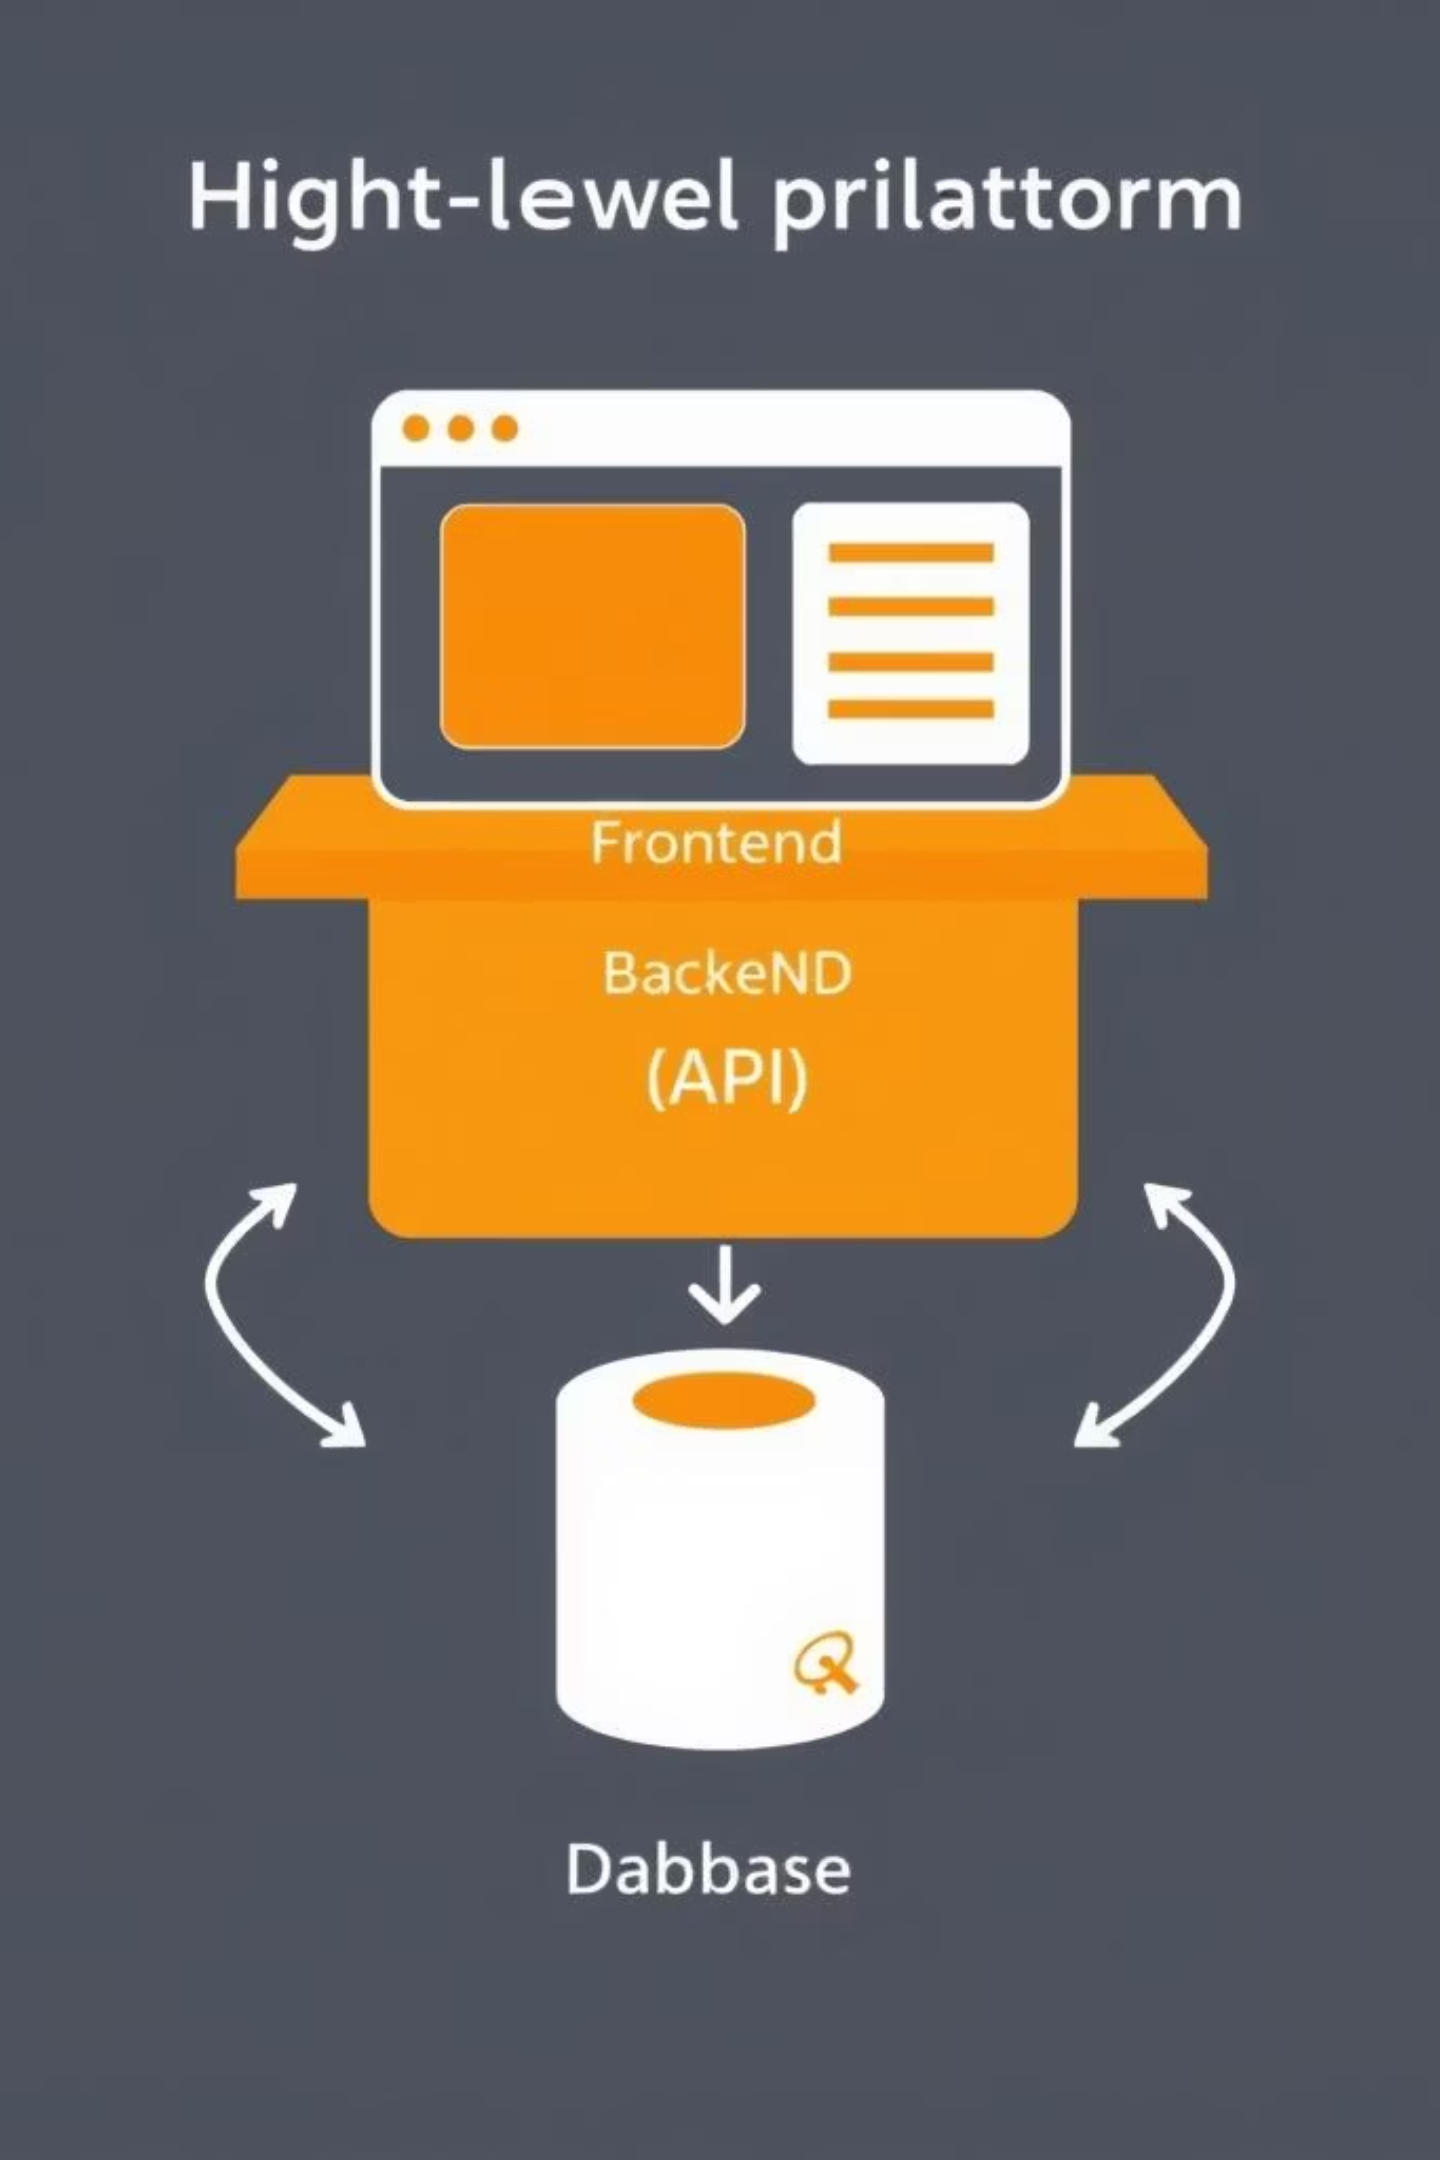 Hight-lewel prilattorm
Frontend
BackeND
(API)
Dabbase